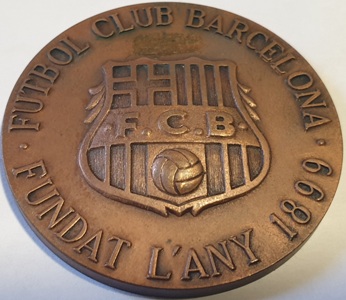 · FUTBOL CLUB BARCELONA ·
F.C.B.
FUNDAT L'ANY 1899